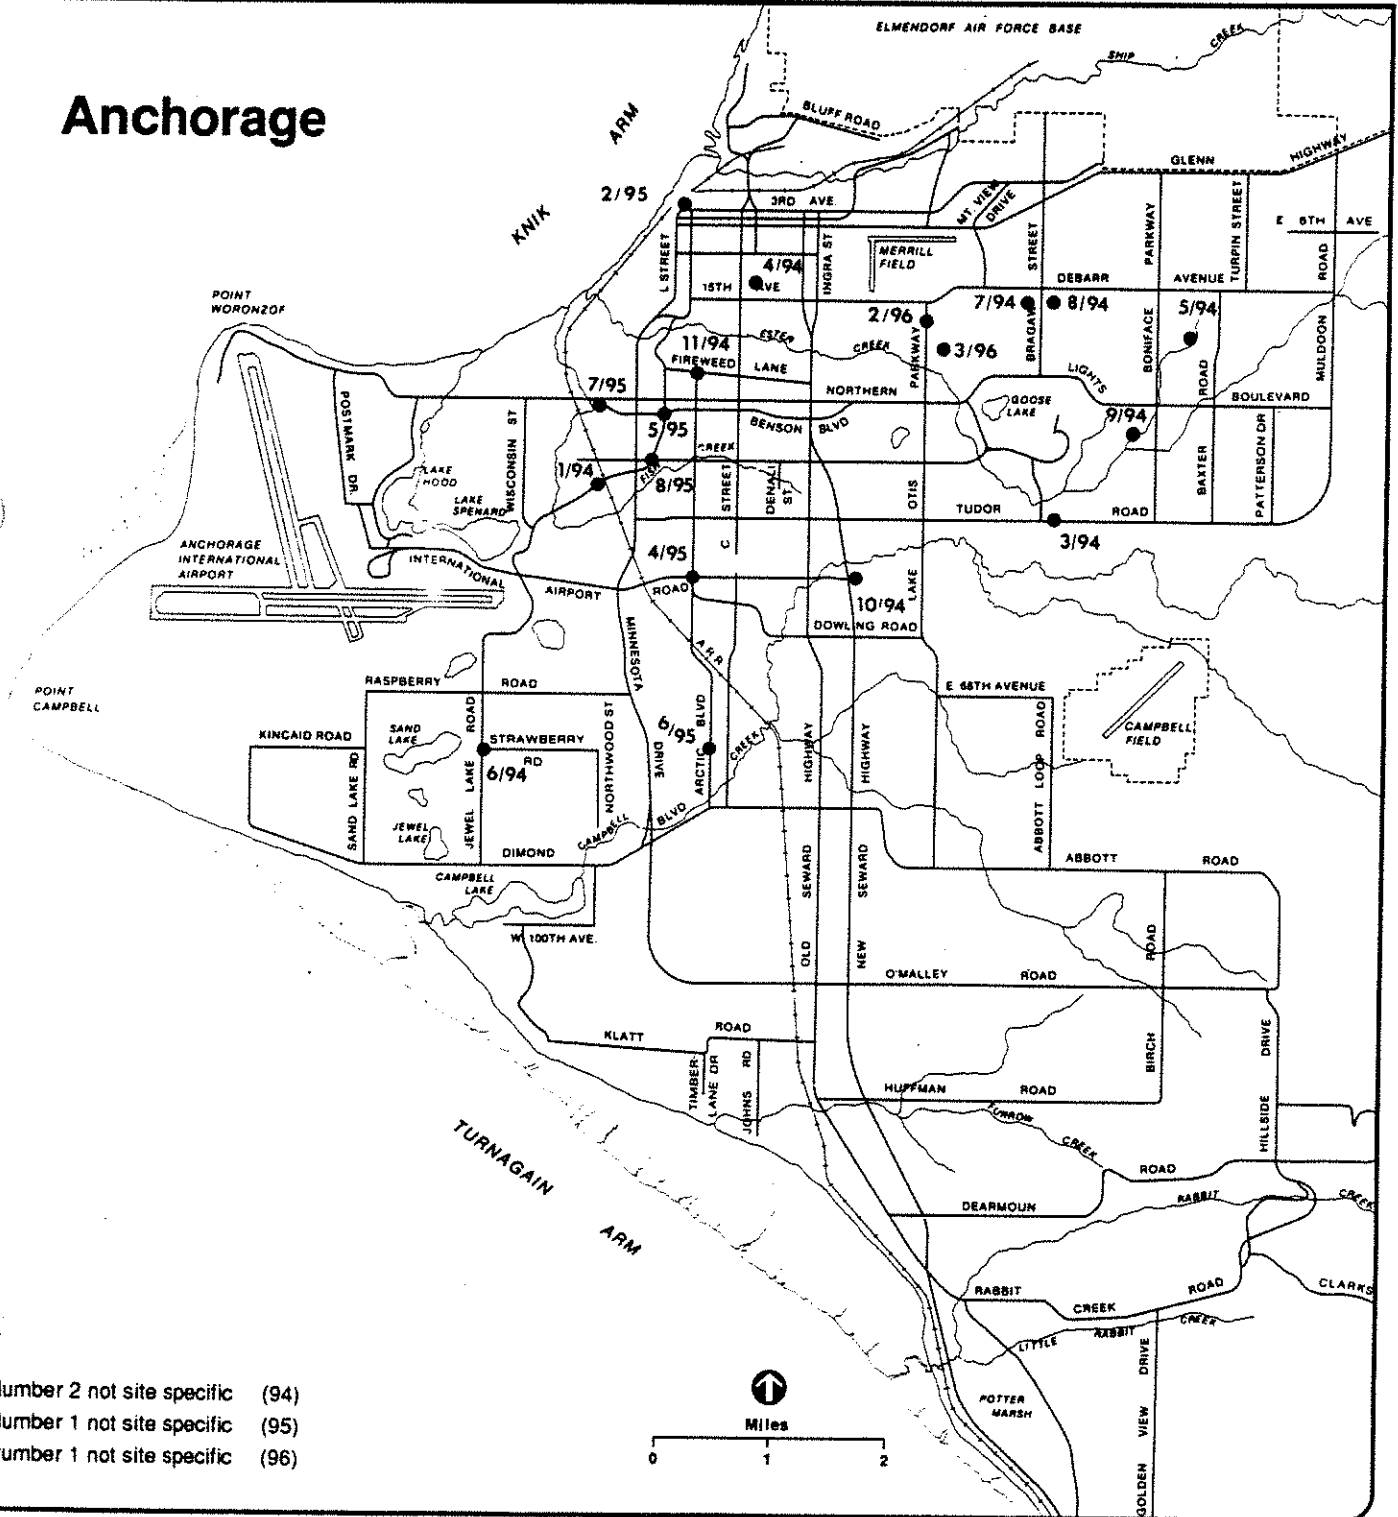 Anchorage
ELMENDORF AIR FORCE BASE
SHIP CREEK
KNIK ARM
BLUFF ROAD
GLENN HIGHWAY
2/95
3RD AVE.
MT. VIEW DRIVE
E 6TH AVE
L STREET
INGRA ST
MERRILL FIELD
STREET
PARKWAY
TURPIN STREET
ROAD
4/94
15TH AVE
DEBARR AVENUE
POINT WORONZOF
2/96
7/94
8/94
5/94
ESTER CREEK
11/94
FIREWEED LANE
3/96
PARKWAY
BRAGAW
BONIFACE
MULDON
7/95
NORTHERN LIGHTS BOULEVARD
5/95
BENSON BLVD
GOOSE LAKE
9/94
ROAD
POSTMARK DR.
WISCONSIN ST
LAKE HOOD
LAKE SPENARD
1/94
FISH CREEK
8/95
STREET
C
DENALI ST
OTIS
LAKE
TUDOR ROAD
BAXTER
PATTERSON DR
3/94
ANCHORAGE INTERNATIONAL AIRPORT
INTERNATIONAL AIRPORT ROAD
4/95
10/94
DOWLING ROAD
MINNESOTA
DRIVE
ARR
POINT CAMPBELL
RASPBERRY ROAD
E 68TH AVENUE
CAMPBELL FIELD
KINCAID ROAD
SAND LAKE
STRAWBERRY RD
6/94
6/95
JEWEL LAKE ROAD
NORTHWOOD ST
ARCTIC BLVD
CREEK
HIGHWAY
HIGHWAY
ABBOTT LOOP ROAD
SAND LAKE RD
JEWEL LAKE
DIMOND BLVD
CAMPBELL
ABBOTT ROAD
CAMPBELL LAKE
OLD SEWARD
NEW SEWARD
W. 100TH AVE.
O'MALLEY ROAD
BIRCH ROAD
KLATT ROAD
TIMBER-LANE DR
JOHNS RD
HUFFMAN ROAD
HILLSIDE DRIVE
FURROW CREEK
TURNAGAIN ARM
DEARMOUN ROAD
RABBIT CREEK
RABBIT CREEK ROAD
CLARKS
LITTLE RABBIT CREEK
POTTER MARSH
GOLDEN VIEW DRIVE
umber 2 not site specific (94)
umber 1 not site specific (95)
umber 1 not site specific (96)
Miles
0 1 2